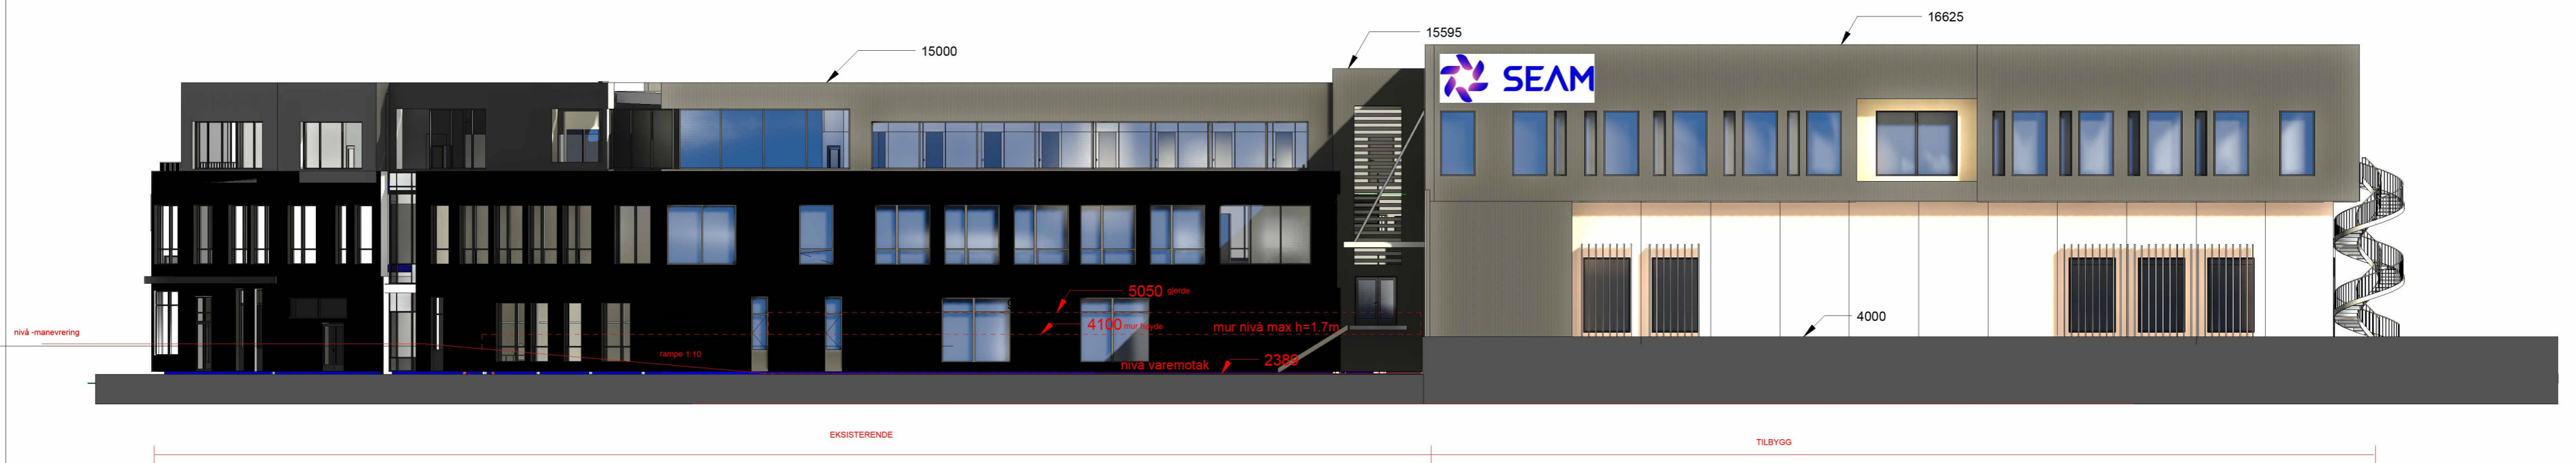 16625
15595
15000
SEAM
5050 gjerde
4100 mur høyde
mur nivå max h=1.7m
4000
nivå -manevrering
rampe 1:10
2389
nivå varemotak
EKSISTERENDE
TILBYGG